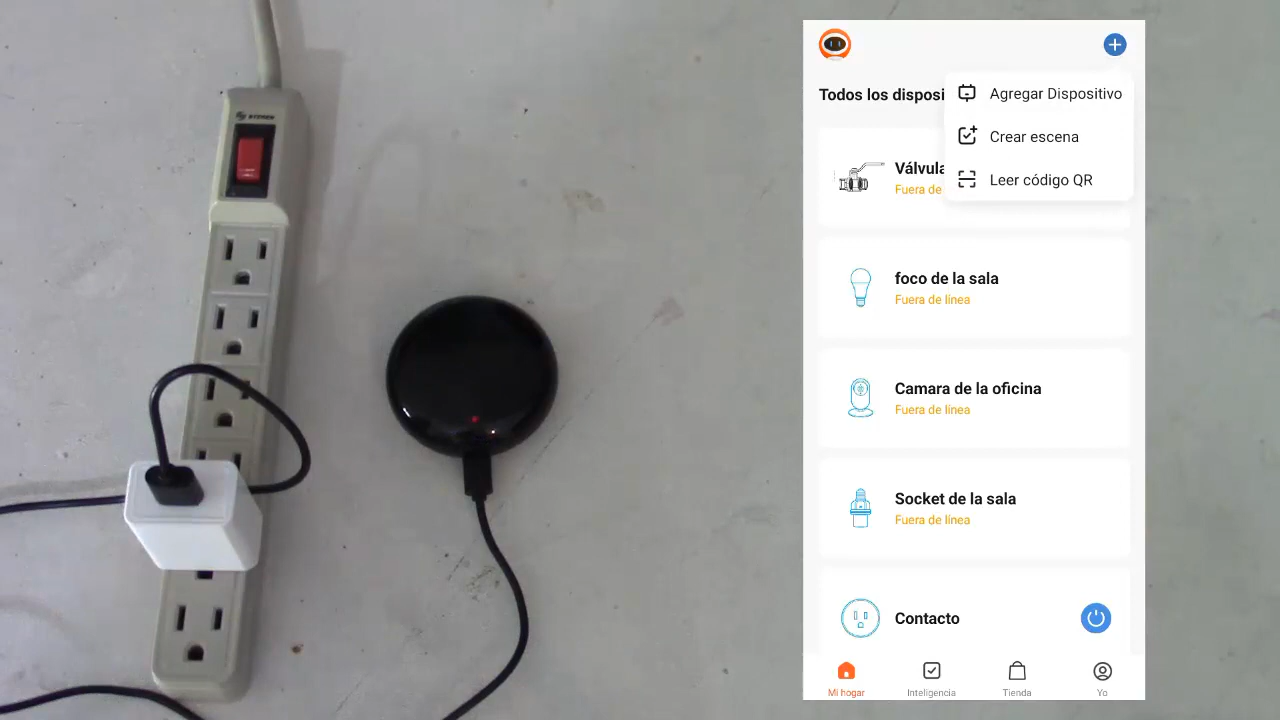 STEREN
Todos los disposi
Agregar Dispositivo
Crear escena
Leer código QR
Válvula
Fuera de
foco de la sala
Fuera de línea
Camara de la oficina
Fuera de línea
Socket de la sala
Fuera de línea
Contacto
Mi hogar
Inteligencia
Tienda
Yo